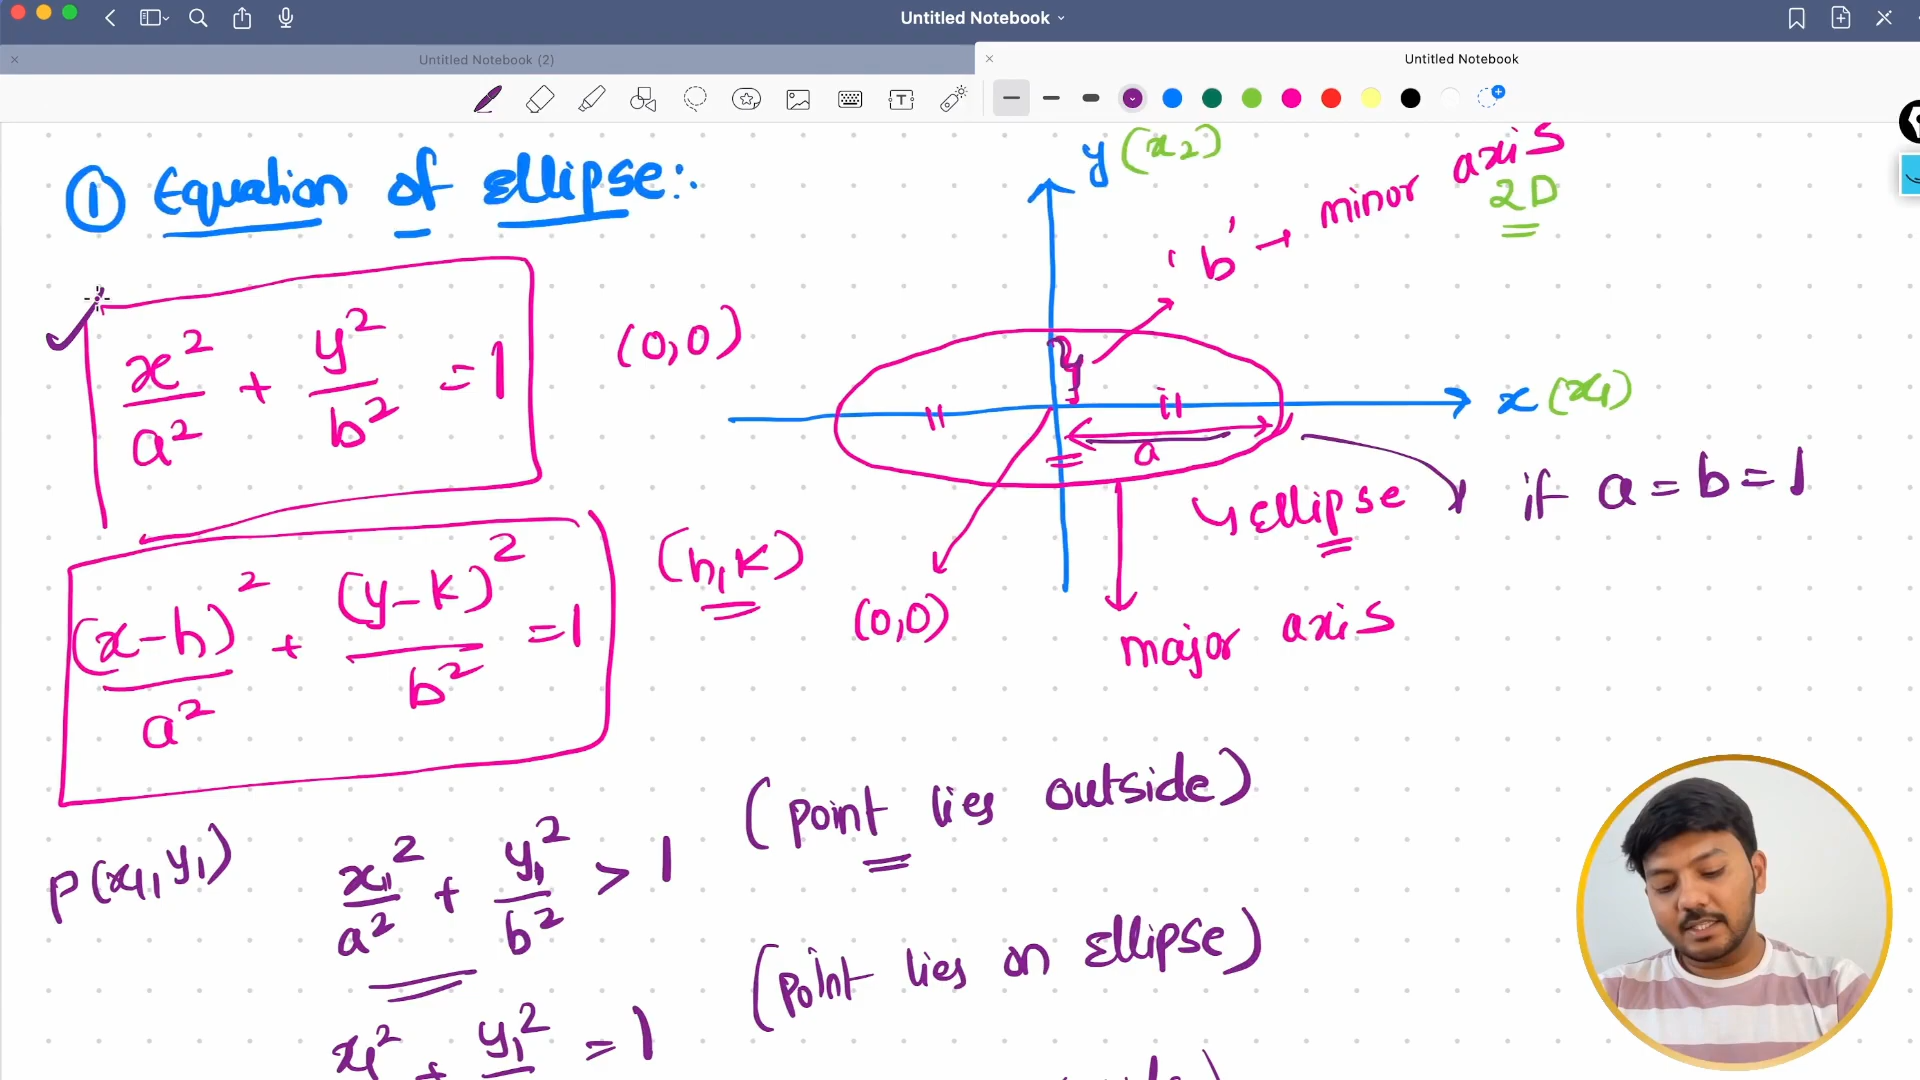 Untitled Notebook
Untitled Notebook (2)
Untitled Notebook
① Equation of Ellipse:
x²/a² + y²/b² = 1
(0,0)
y (x2)
'b' → minor axis
2D
x (x1)
a
ellipse
if a = b = 1
(x-h)²/a² + (y-k)²/b² = 1
(h,k)
(0,0)
major axis
P(x1,y1)
x1²/a² + y1²/b² > 1
(point lies outside)
x1² + y1² = 1
(point lies on Ellipse)